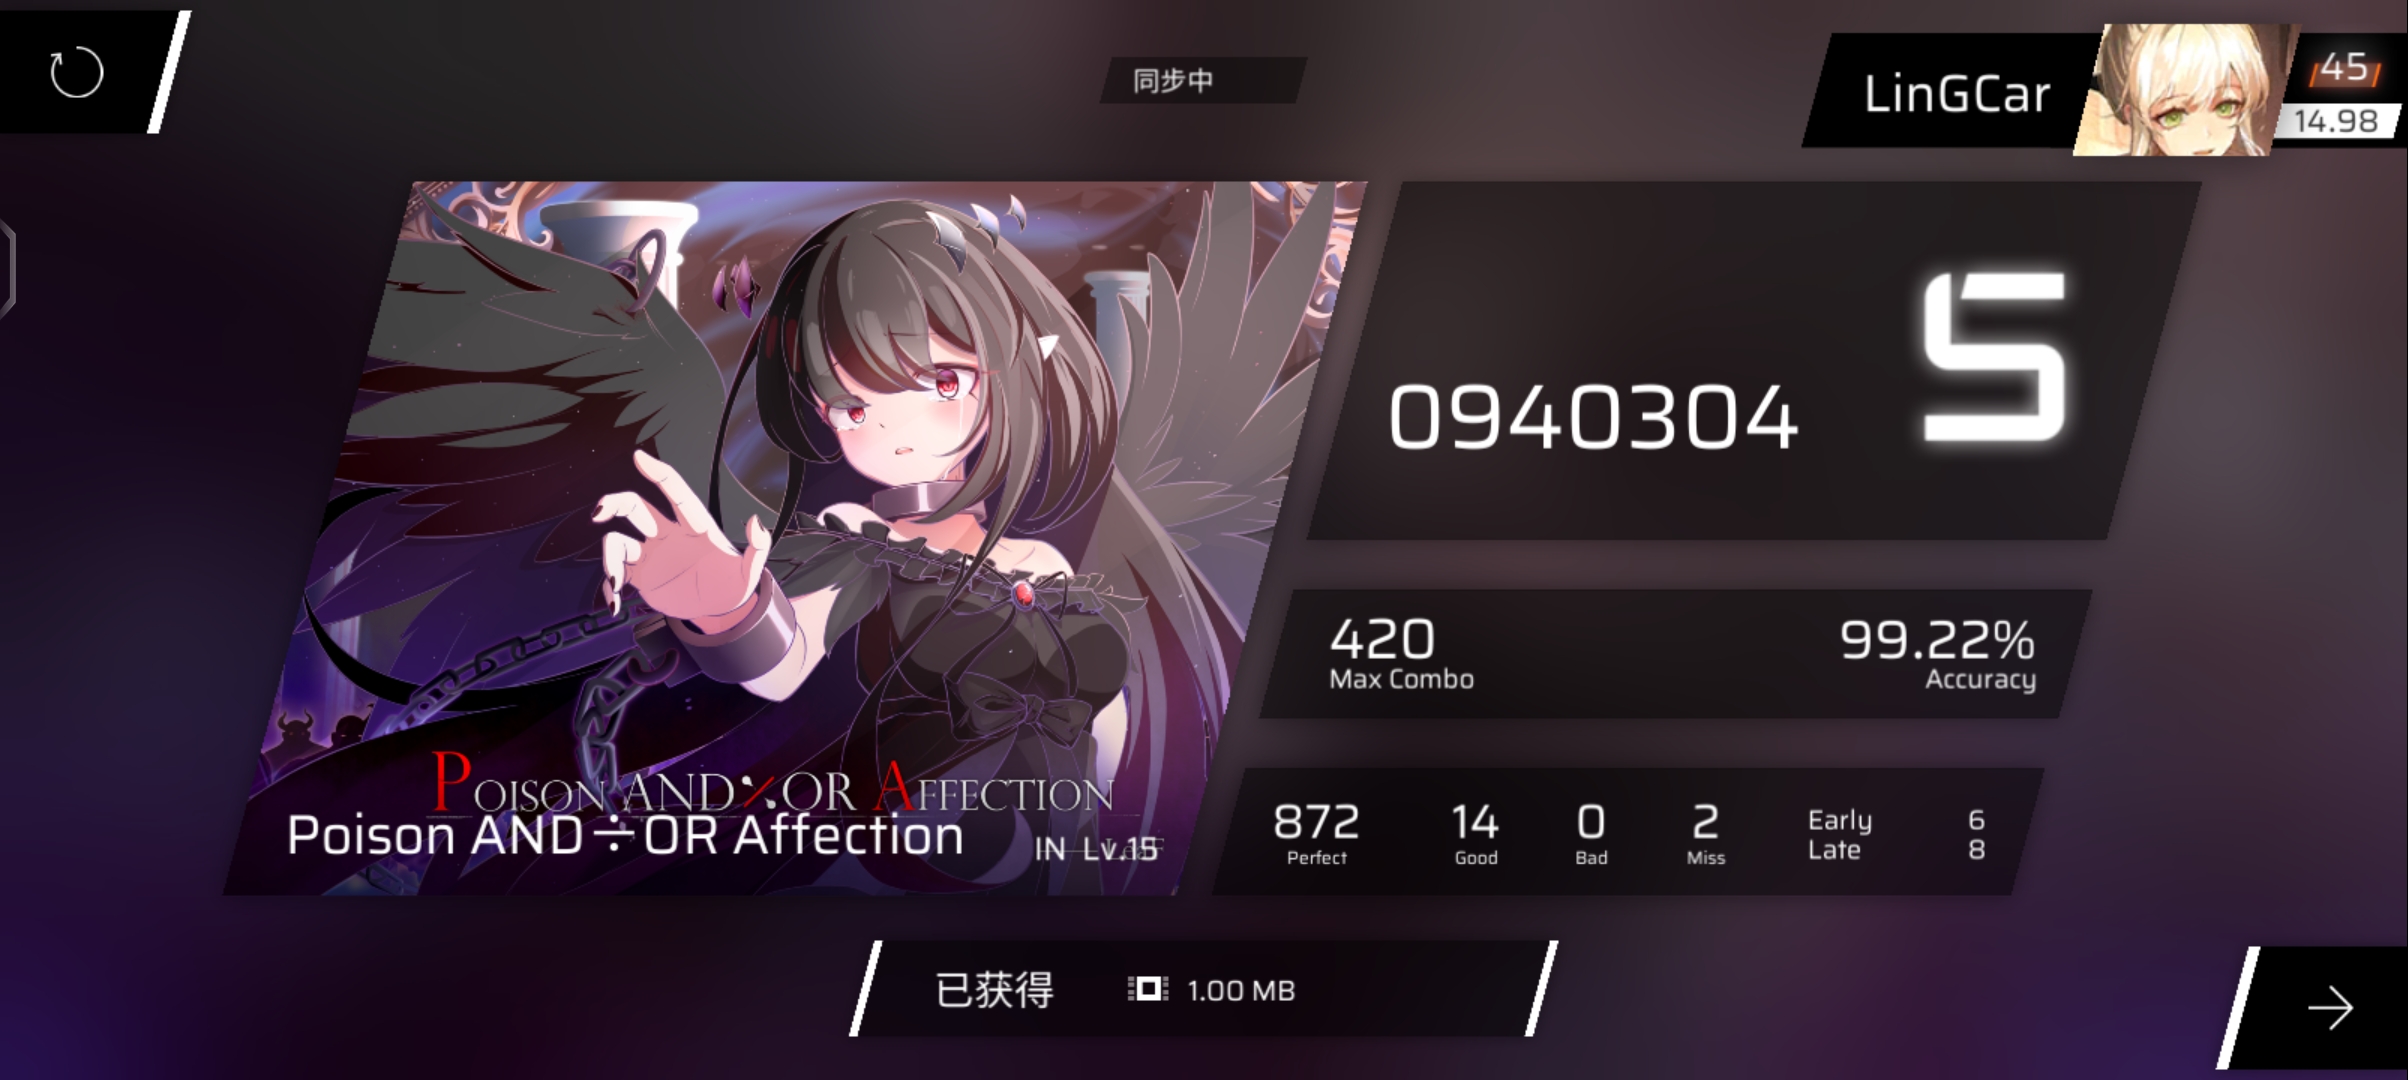 同步中
LinGCar
45
14.98
S
0940304
420
Max Combo
99.22%
Accuracy
POISON AND⁒OR AFFECTION
Poison AND÷OR Affection
IN Lv.15
872
Perfect
14
Good
0
Bad
2
Miss
Early 6
Late 8
已获得 1.00 MB